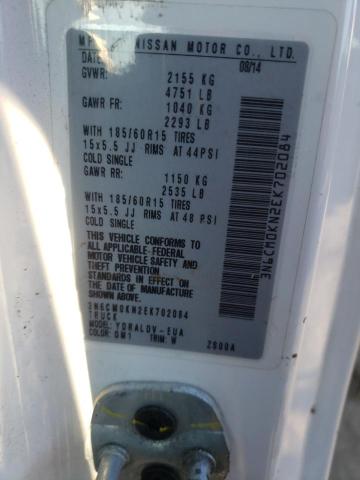 MFD NISSAN MOTOR CO., LTD.
DATE: 08/14
GVWR: 2155 KG
4751 LB
GAWR FR: 1040 KG
2293 LB
WITH 185/60R15 TIRES
15x5.5 JJ RIMS AT 44PSI
COLD SINGLE
GAWR RR: 1150 KG
2535 LB
WITH 185/60R15 TIRES
15x5.5 JJ RIMS AT 48 PSI
COLD SINGLE
THIS VEHICLE CONFORMS TO
ALL APPLICABLE FEDERAL
MOTOR VEHICLE SAFETY AND
THEFT PREVENTION
STANDARDS IN EFFECT ON
THE DATE OF MANUFACTURE
SHOWN ABOVE.
3N6CM0KN2EK702084
TRUCK
MODEL: YDRALDV-EUA
COLOR: QM1 TRIM: W 2S00A
3N6CM0KN2EK702084